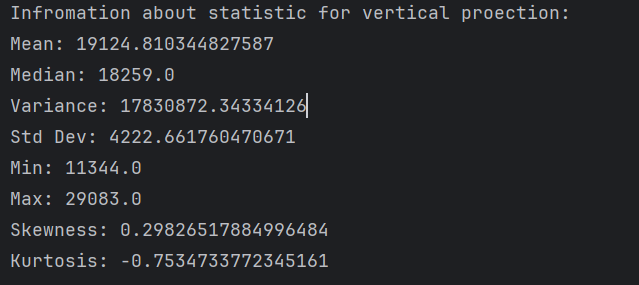 Infromation about statistic for vertical proection:
Mean: 19124.810344827587
Median: 18259.0
Variance: 17830872.34334126
Std Dev: 4222.661760470671
Min: 11344.0
Max: 29083.0
Skewness: 0.29826517884996484
Kurtosis: -0.7534733772345161